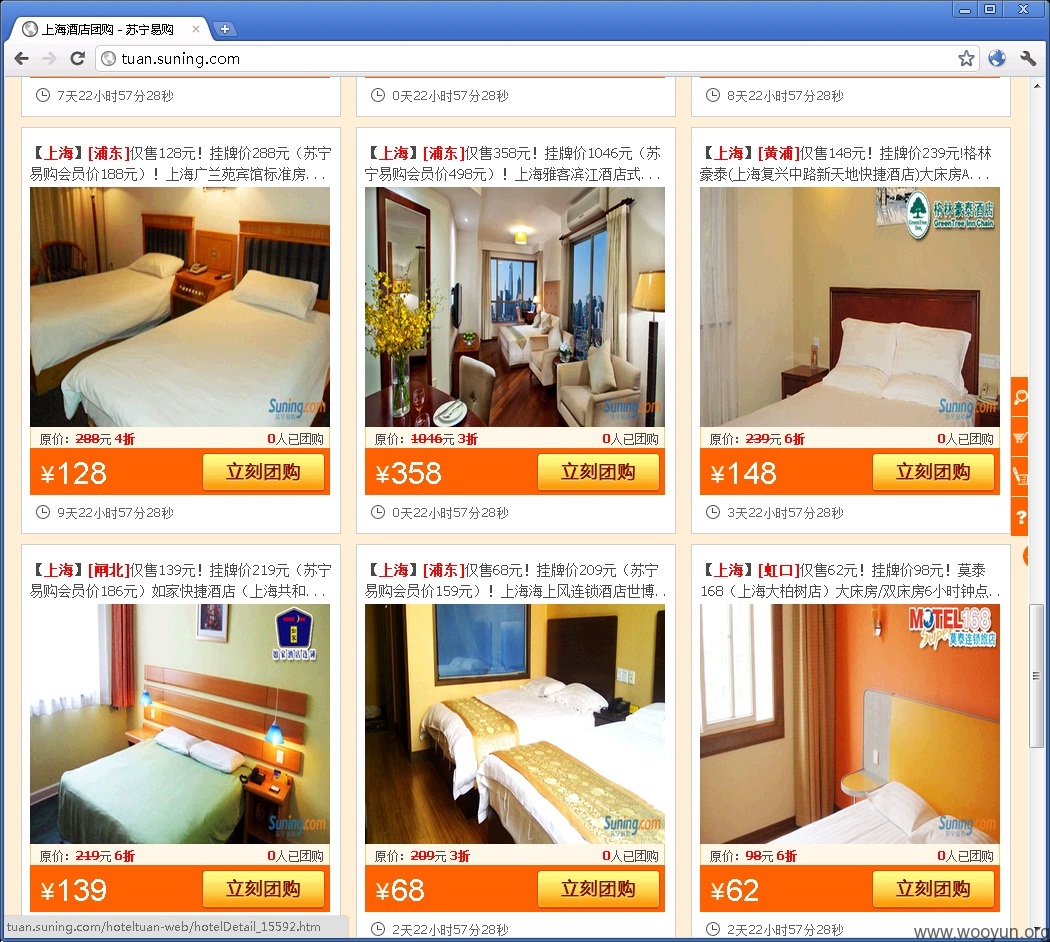 上海酒店团购 - 苏宁易购
tuan.suning.com
7天22小时57分28秒
0天22小时57分28秒
8天22小时57分28秒
【上海】[浦东]仅售128元！挂牌价288元（苏宁
易购会员价188元）！上海广兰苑宾馆标准房...
格林豪泰酒店
GreenTree Inn Chain
Suning.com
原价：288元 4折
0人已团购
¥128
立刻团购
9天22小时57分28秒
【上海】[浦东]仅售358元！挂牌价1046元（苏
宁易购会员价498元）！上海雅客滨江酒店式...
Suning.com
原价：1046元 3折
0人已团购
¥358
立刻团购
0天22小时57分28秒
【上海】[黄浦]仅售148元！挂牌价239元!格林
豪泰(上海复兴中路新天地快捷酒店)大床房A...
Suning.com
原价：239元 6折
0人已团购
¥148
立刻团购
3天22小时57分28秒
?
【上海】[闸北]仅售139元！挂牌价219元（苏宁
易购会员价186元）如家快捷酒店（上海共和...
如家酒店连锁
Suning.com
原价：219元 6折
0人已团购
¥139
立刻团购
【上海】[浦东]仅售68元！挂牌价209元（苏宁
易购会员价159元）！上海海上风连锁酒店世博..
Suning.com
原价：209元 3折
0人已团购
¥68
立刻团购
2天22小时57分28秒
【上海】[虹口]仅售62元！挂牌价98元！莫泰
168（上海大柏树店）大床房/双床房6小时钟点..
MOTEL168
Super
莫泰连锁旅店
Suning.com
原价：98元 6折
0人已团购
¥62
立刻团购
2天22小时57分28秒
tuan.suning.com/hoteltuan-web/hotelDetail_15592.htm
www.wooyun.org